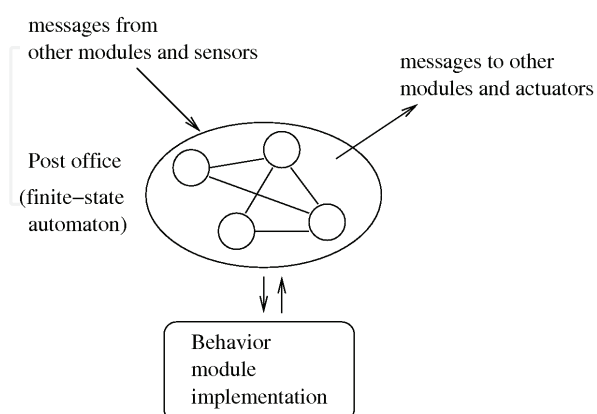 messages from
other modules and sensors
messages to other
modules and actuators
Post office
(finite−state
automaton)
Behavior
module
implementation